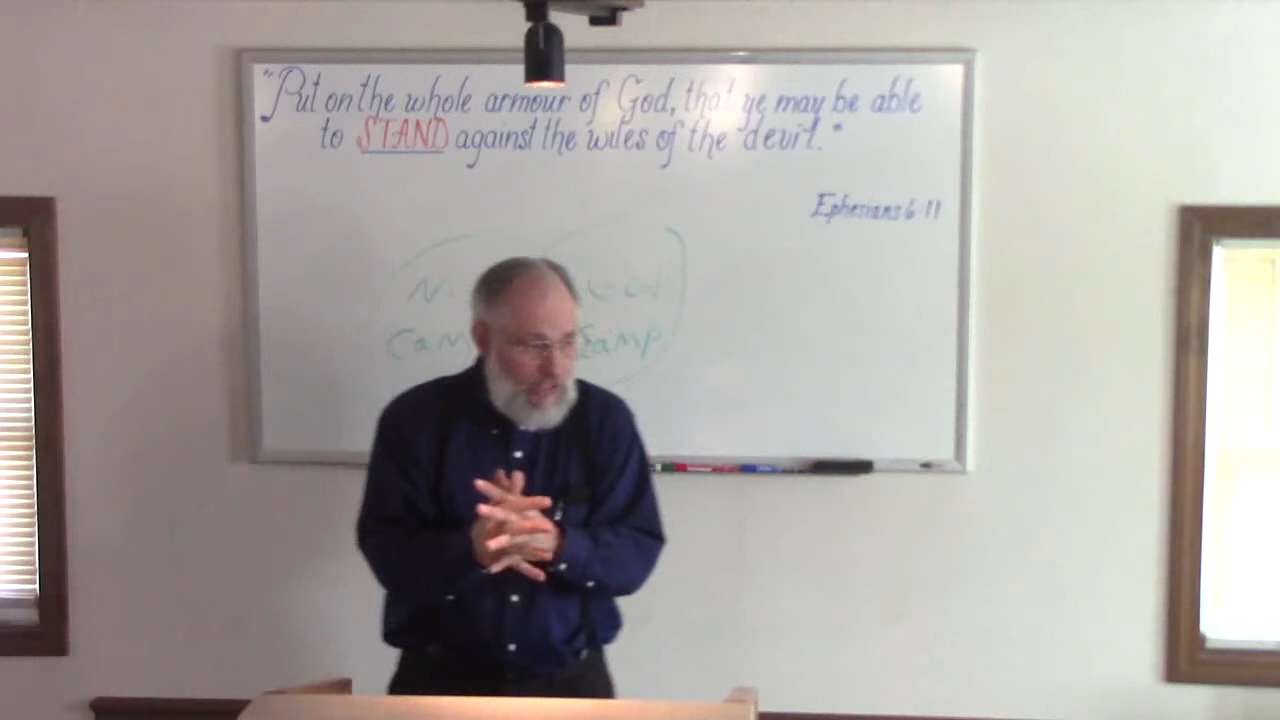 "Put on the whole armour of God, that ye may be able
to STAND against the wiles of the devil."
Ephesians 6:11
Camp